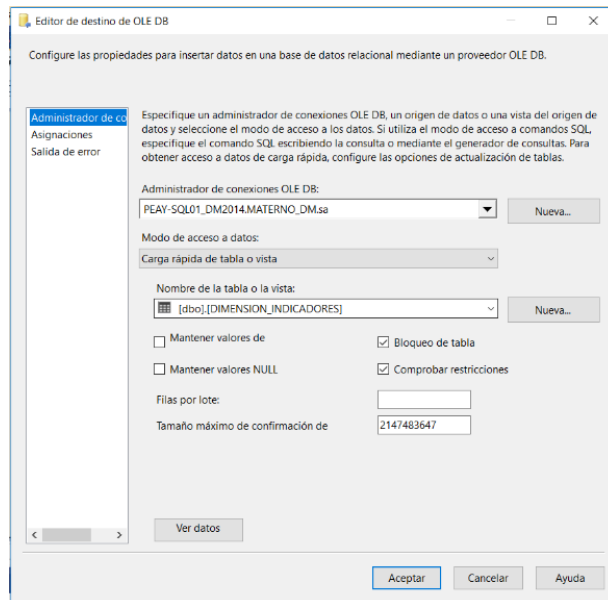 Editor de destino de OLE DB
Configure las propiedades para insertar datos en una base de datos relacional mediante un proveedor OLE DB.
Administrador de co
Asignaciones
Salida de error
Especifique un administrador de conexiones OLE DB, un origen de datos o una vista del origen de
datos y seleccione el modo de acceso a los datos. Si utiliza el modo de acceso a comandos SQL,
especifique el comando SQL escribiendo la consulta o mediante el generador de consultas. Para
obtener acceso a datos de carga rápida, configure las opciones de actualización de tablas.
Administrador de conexiones OLE DB:
PEAY-SQL01_DM2014.MATERNO_DM.sa
Nueva...
Modo de acceso a datos:
Carga rápida de tabla o vista
Nombre de la tabla o la vista:
[dbo].[DIMENSION_INDICADORES]
Nueva...
Mantener valores de
Bloqueo de tabla
Mantener valores NULL
Comprobar restricciones
Filas por lote:
Tamaño máximo de confirmación de
2147483647
Ver datos
Aceptar
Cancelar
Ayuda